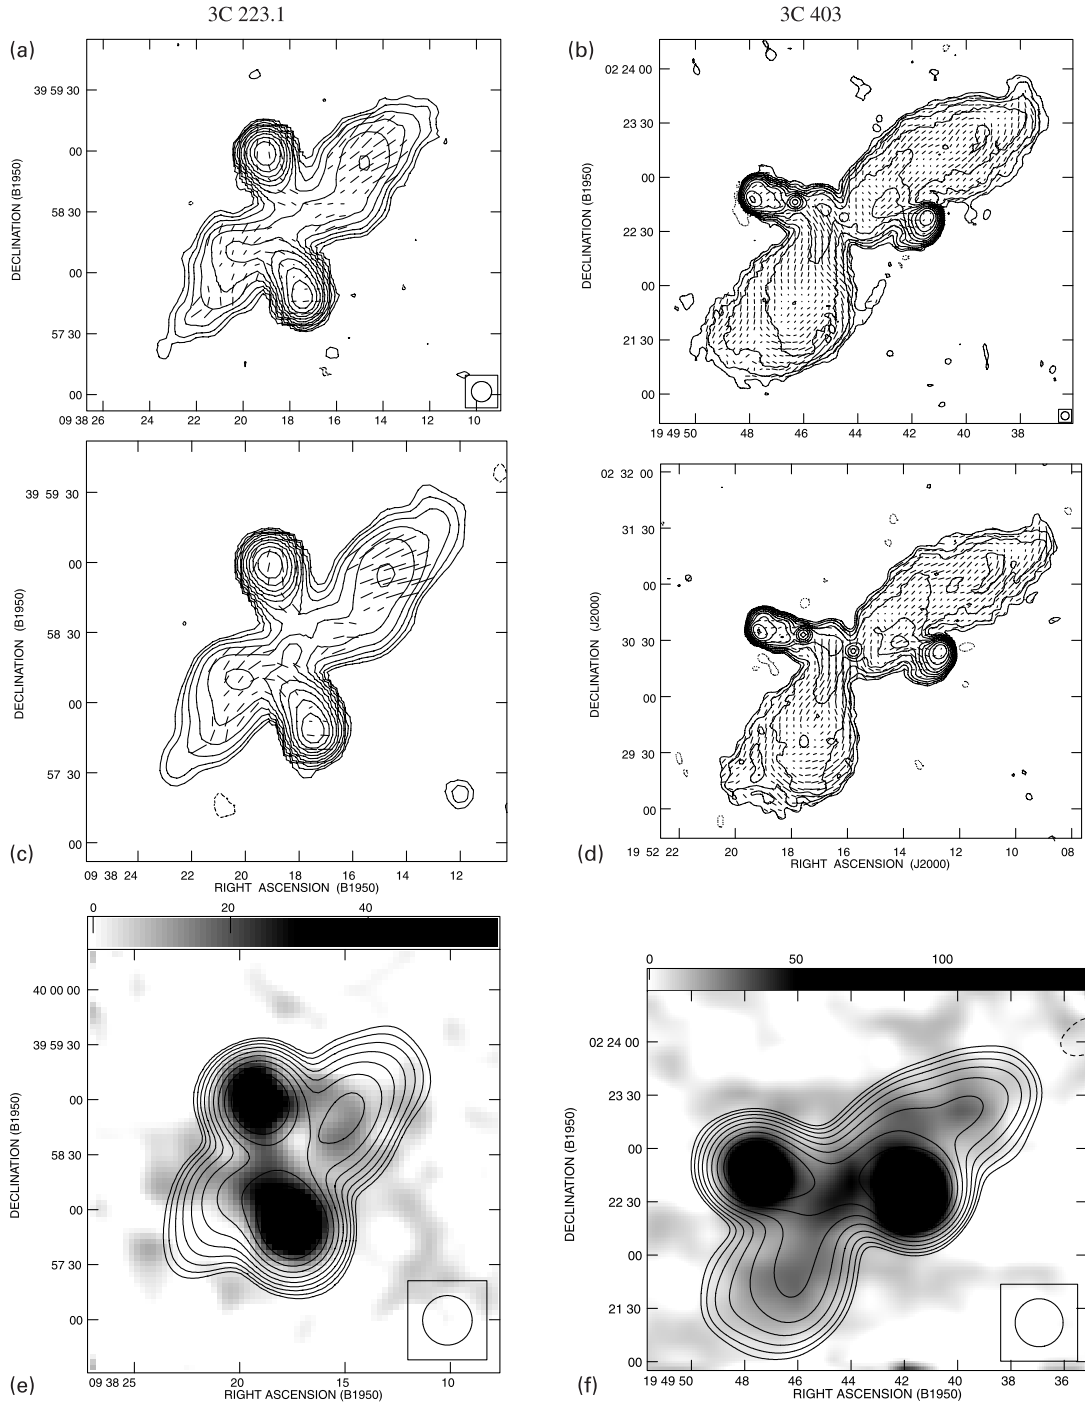 3C 223.1
3C 403
(a)
(b)
DECLINATION (B1950)
39 59 30
00
58 30
00
57 30
00
09 38 26
24
22
20
18
16
14
12
10
DECLINATION (B1950)
02 24 00
23 30
00
22 30
00
21 30
00
19 49 50
48
46
44
42
40
38
(c)
DECLINATION (B1950)
39 59 30
00
58 30
00
57 30
00
09 38 24
22
20
18
16
14
12
RIGHT ASCENSION (B1950)
(d)
DECLINATION (J2000)
02 32 00
31 30
00
30 30
00
29 30
00
19 52 22
20
18
16
14
12
10
08
RIGHT ASCENSION (J2000)
0
20
40
(e)
DECLINATION (B1950)
40 00 00
39 59 30
00
58 30
00
57 30
00
09 38 25
20
15
10
RIGHT ASCENSION (B1950)
0
50
100
(f)
DECLINATION (B1950)
02 24 00
23 30
00
22 30
00
21 30
00
19 49 50
48
46
44
42
40
38
36
RIGHT ASCENSION (B1950)